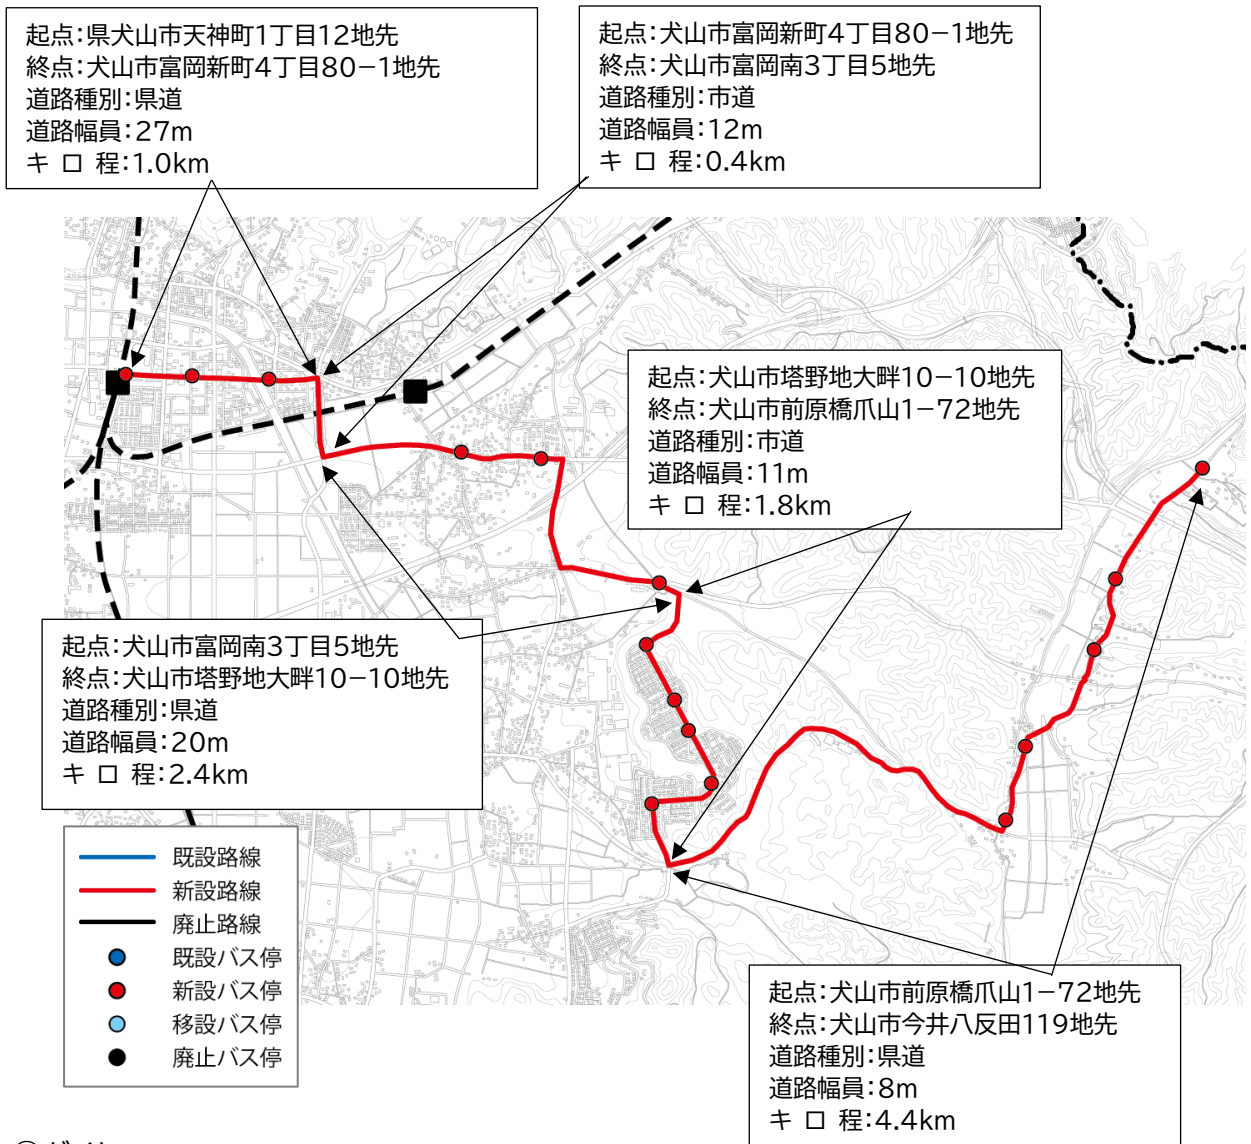 起点：県犬山市天神町1丁目12地先
終点：犬山市富岡新町4丁目80－1地先
道路種別：県道
道路幅員：27m
キ ロ 程：1.0km
起点：犬山市富岡新町4丁目80－1地先
終点：犬山市富岡南3丁目5地先
道路種別：市道
道路幅員：12m
キ ロ 程：0.4km
起点：犬山市塔野地大畔10－10地先
終点：犬山市前原橋爪山1－72地先
道路種別：市道
道路幅員：11m
キ ロ 程：1.8km
起点：犬山市富岡南3丁目5地先
終点：犬山市塔野地大畔10－10地先
道路種別：県道
道路幅員：20m
キ ロ 程：2.4km
既設路線
新設路線
廃止路線
既設バス停
新設バス停
移設バス停
廃止バス停
起点：犬山市前原橋爪山1－72地先
終点：犬山市今井八反田119地先
道路種別：県道
道路幅員：8m
キ ロ 程：4.4km